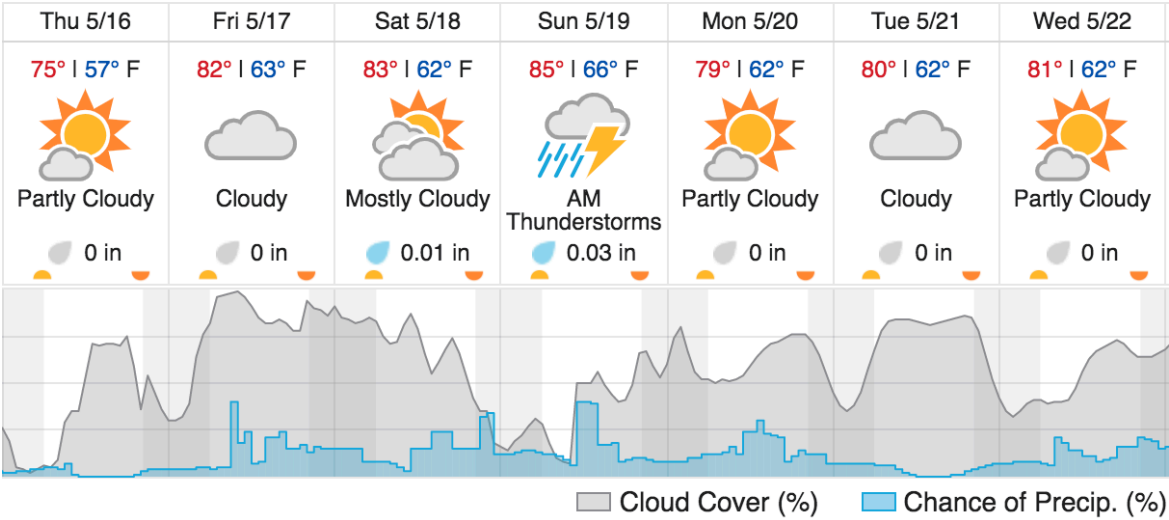 Thu 5/16 Fri 5/17 Sat 5/18 Sun 5/19 Mon 5/20 Tue 5/21 Wed 5/22
75° | 57° F 82° | 63° F 83° | 62° F 85° | 66° F 79° | 62° F 80° | 62° F 81° | 62° F
Partly Cloudy Cloudy Mostly Cloudy AM Partly Cloudy Cloudy Partly Cloudy
Thunderstorms
0 in 0 in 0.01 in 0.03 in 0 in 0 in 0 in
Cloud Cover (%) Chance of Precip. (%)